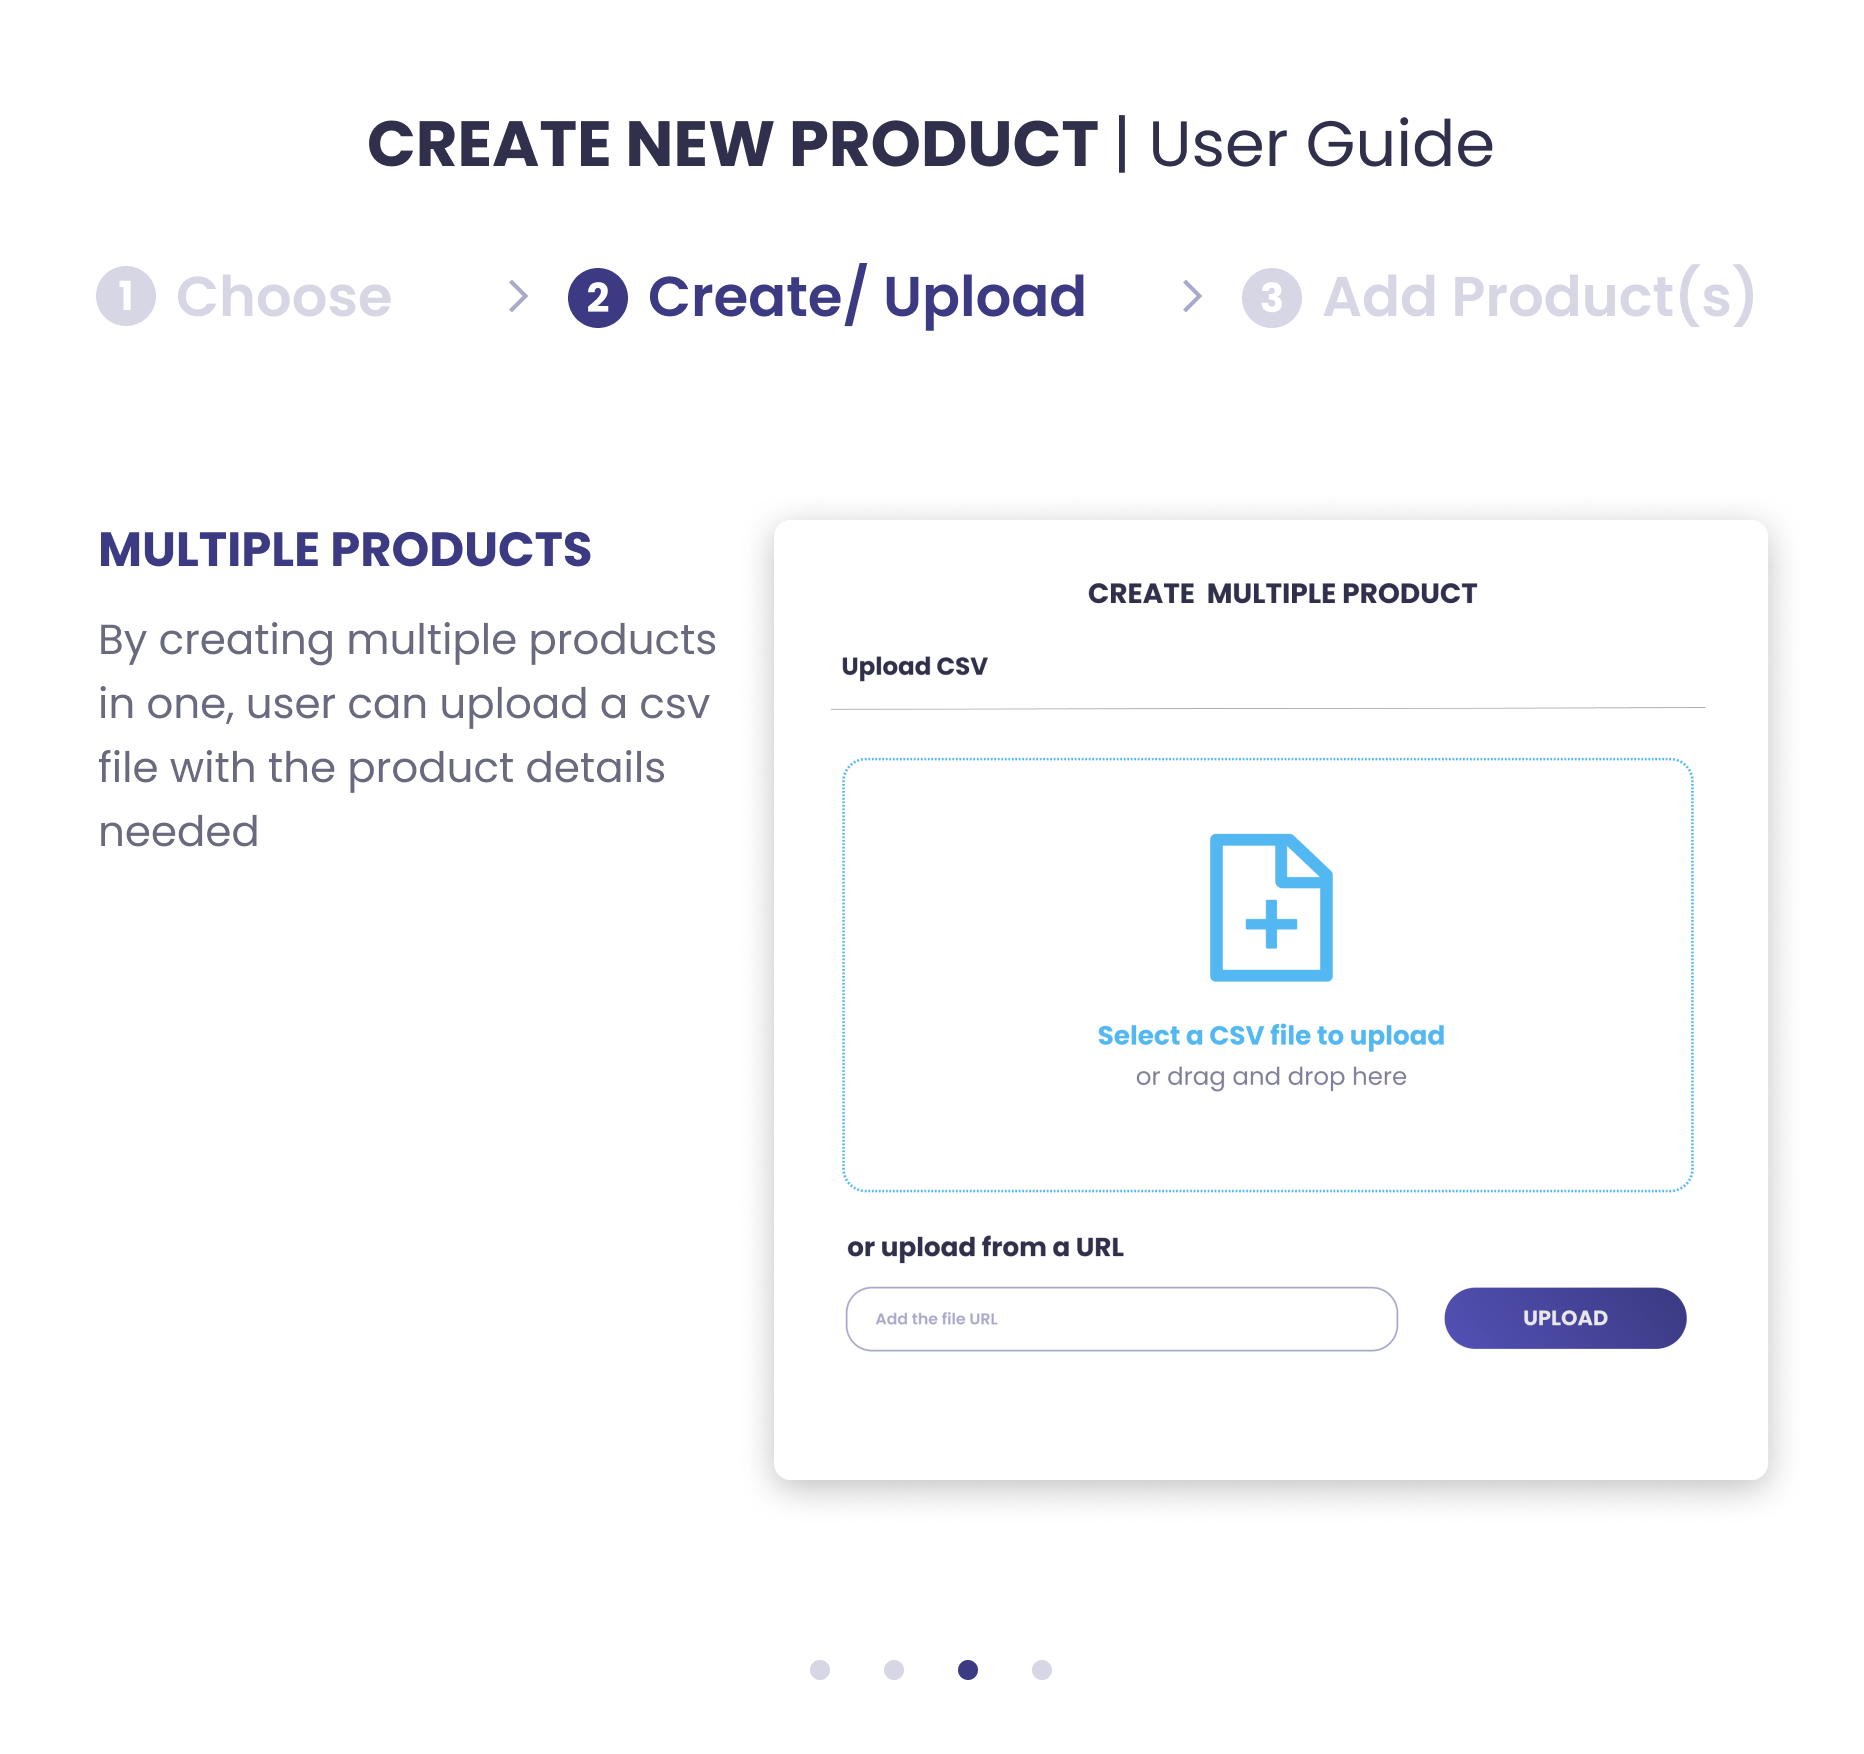 CREATE NEW PRODUCT | User Guide
1 Choose > 2 Create/ Upload > 3 Add Product(s)
MULTIPLE PRODUCTS
By creating multiple products
in one, user can upload a csv
file with the product details
needed
CREATE MULTIPLE PRODUCT
Upload CSV
Select a CSV file to upload
or drag and drop here
or upload from a URL
Add the file URL
UPLOAD